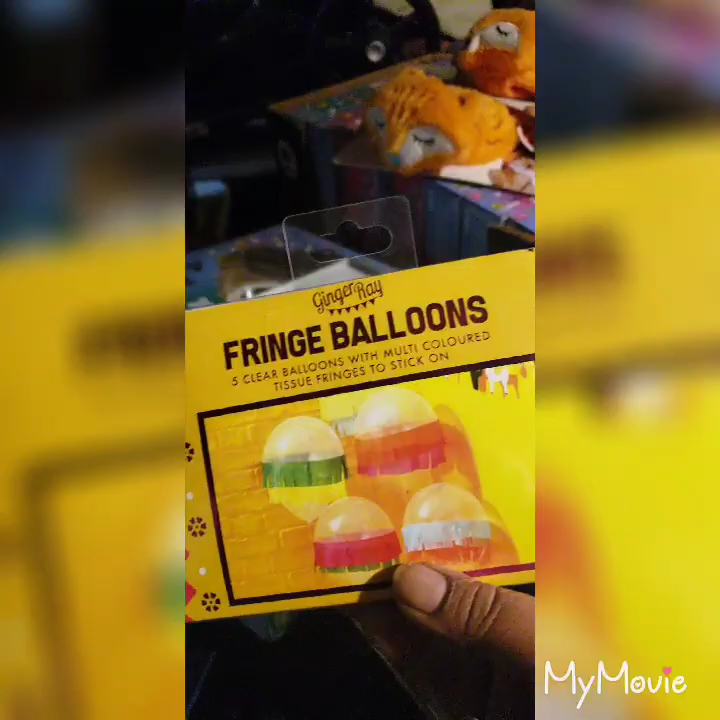 Ginger Ray
FRINGE BALLOONS
5 CLEAR BALLOONS WITH MULTI COLOURED
TISSUE FRINGES TO STICK ON
MyMovie